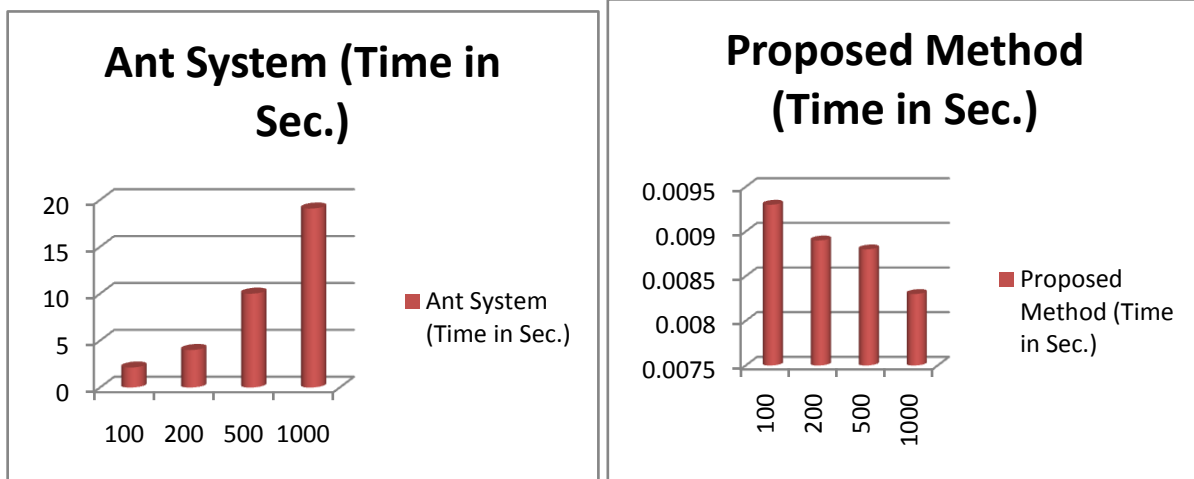 Ant System (Time in
Sec.)
20
15
10
5
0
100 200 500 1000
Ant System
(Time in Sec.)
Proposed Method
(Time in Sec.)
0.0095
0.009
0.0085
0.008
0.0075
100
200
500
1000
Proposed
Method (Time
in Sec.)